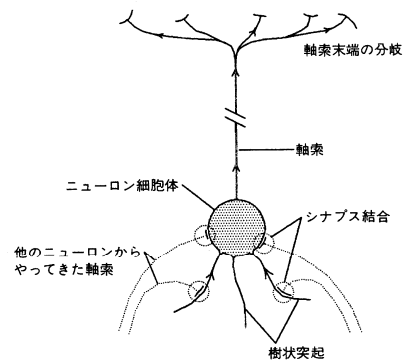 軸索末端の分岐
軸索
ニューロン細胞体
シナプス結合
他のニューロンから
やってきた軸索
樹状突起